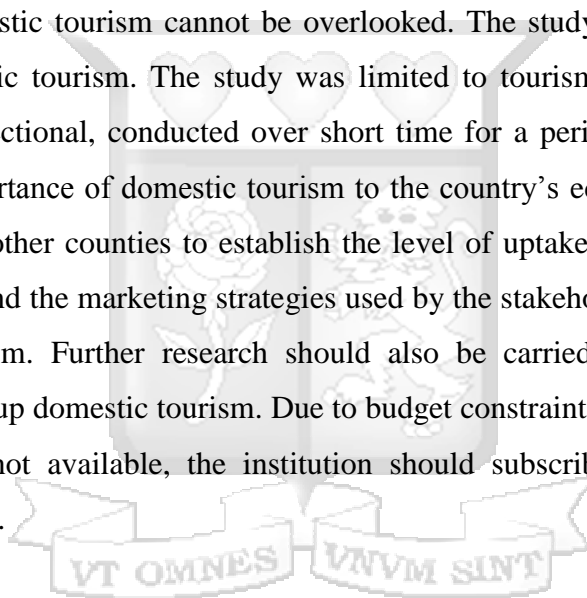 estic tourism cannot be overlooked. The study
ic tourism. The study was limited to tourism
ctional, conducted over short time for a peri
rtance of domestic tourism to the country's e
other counties to establish the level of uptake
nd the marketing strategies used by the stakeho
m. Further research should also be carried
up domestic tourism. Due to budget constraint
not available, the institution should subscri
.
VT OMNES VNVM SINT